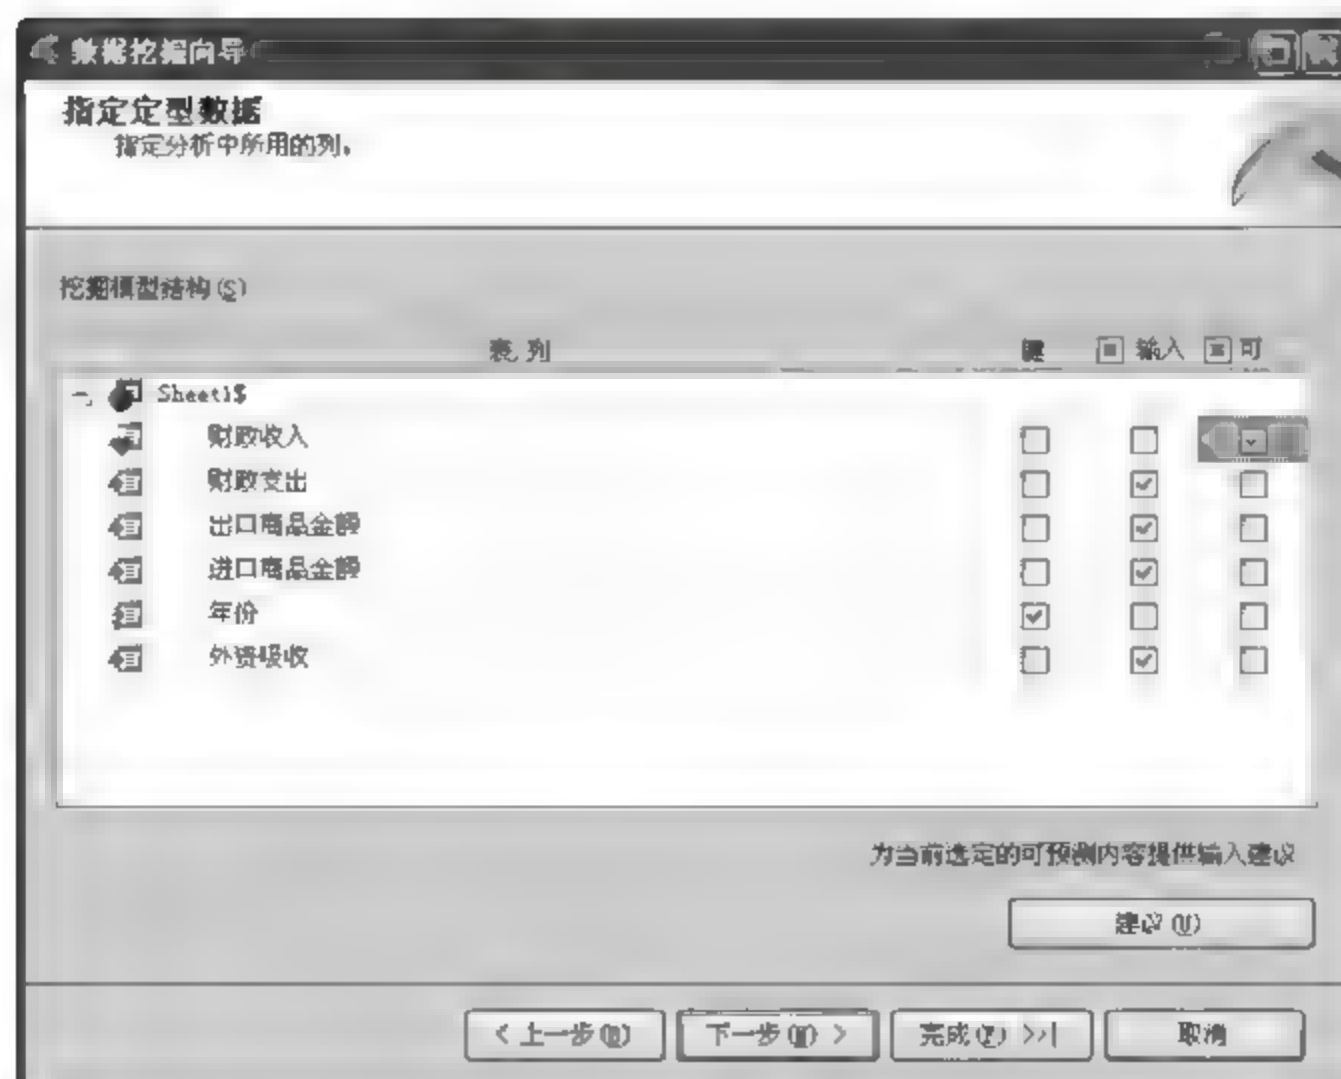 数据挖掘向导
指定定型数据
指定分析中所用的列。
挖掘模型结构(S)
表/列 键 输入 可
Sheet1$
财政收入
财政支出
出口商品金额
进口商品金额
年份
外资吸收
为当前选定的可预测内容提供输入建议
建议(U)
< 上一步(B) 下一步(N) > 完成(F) >>| 取消